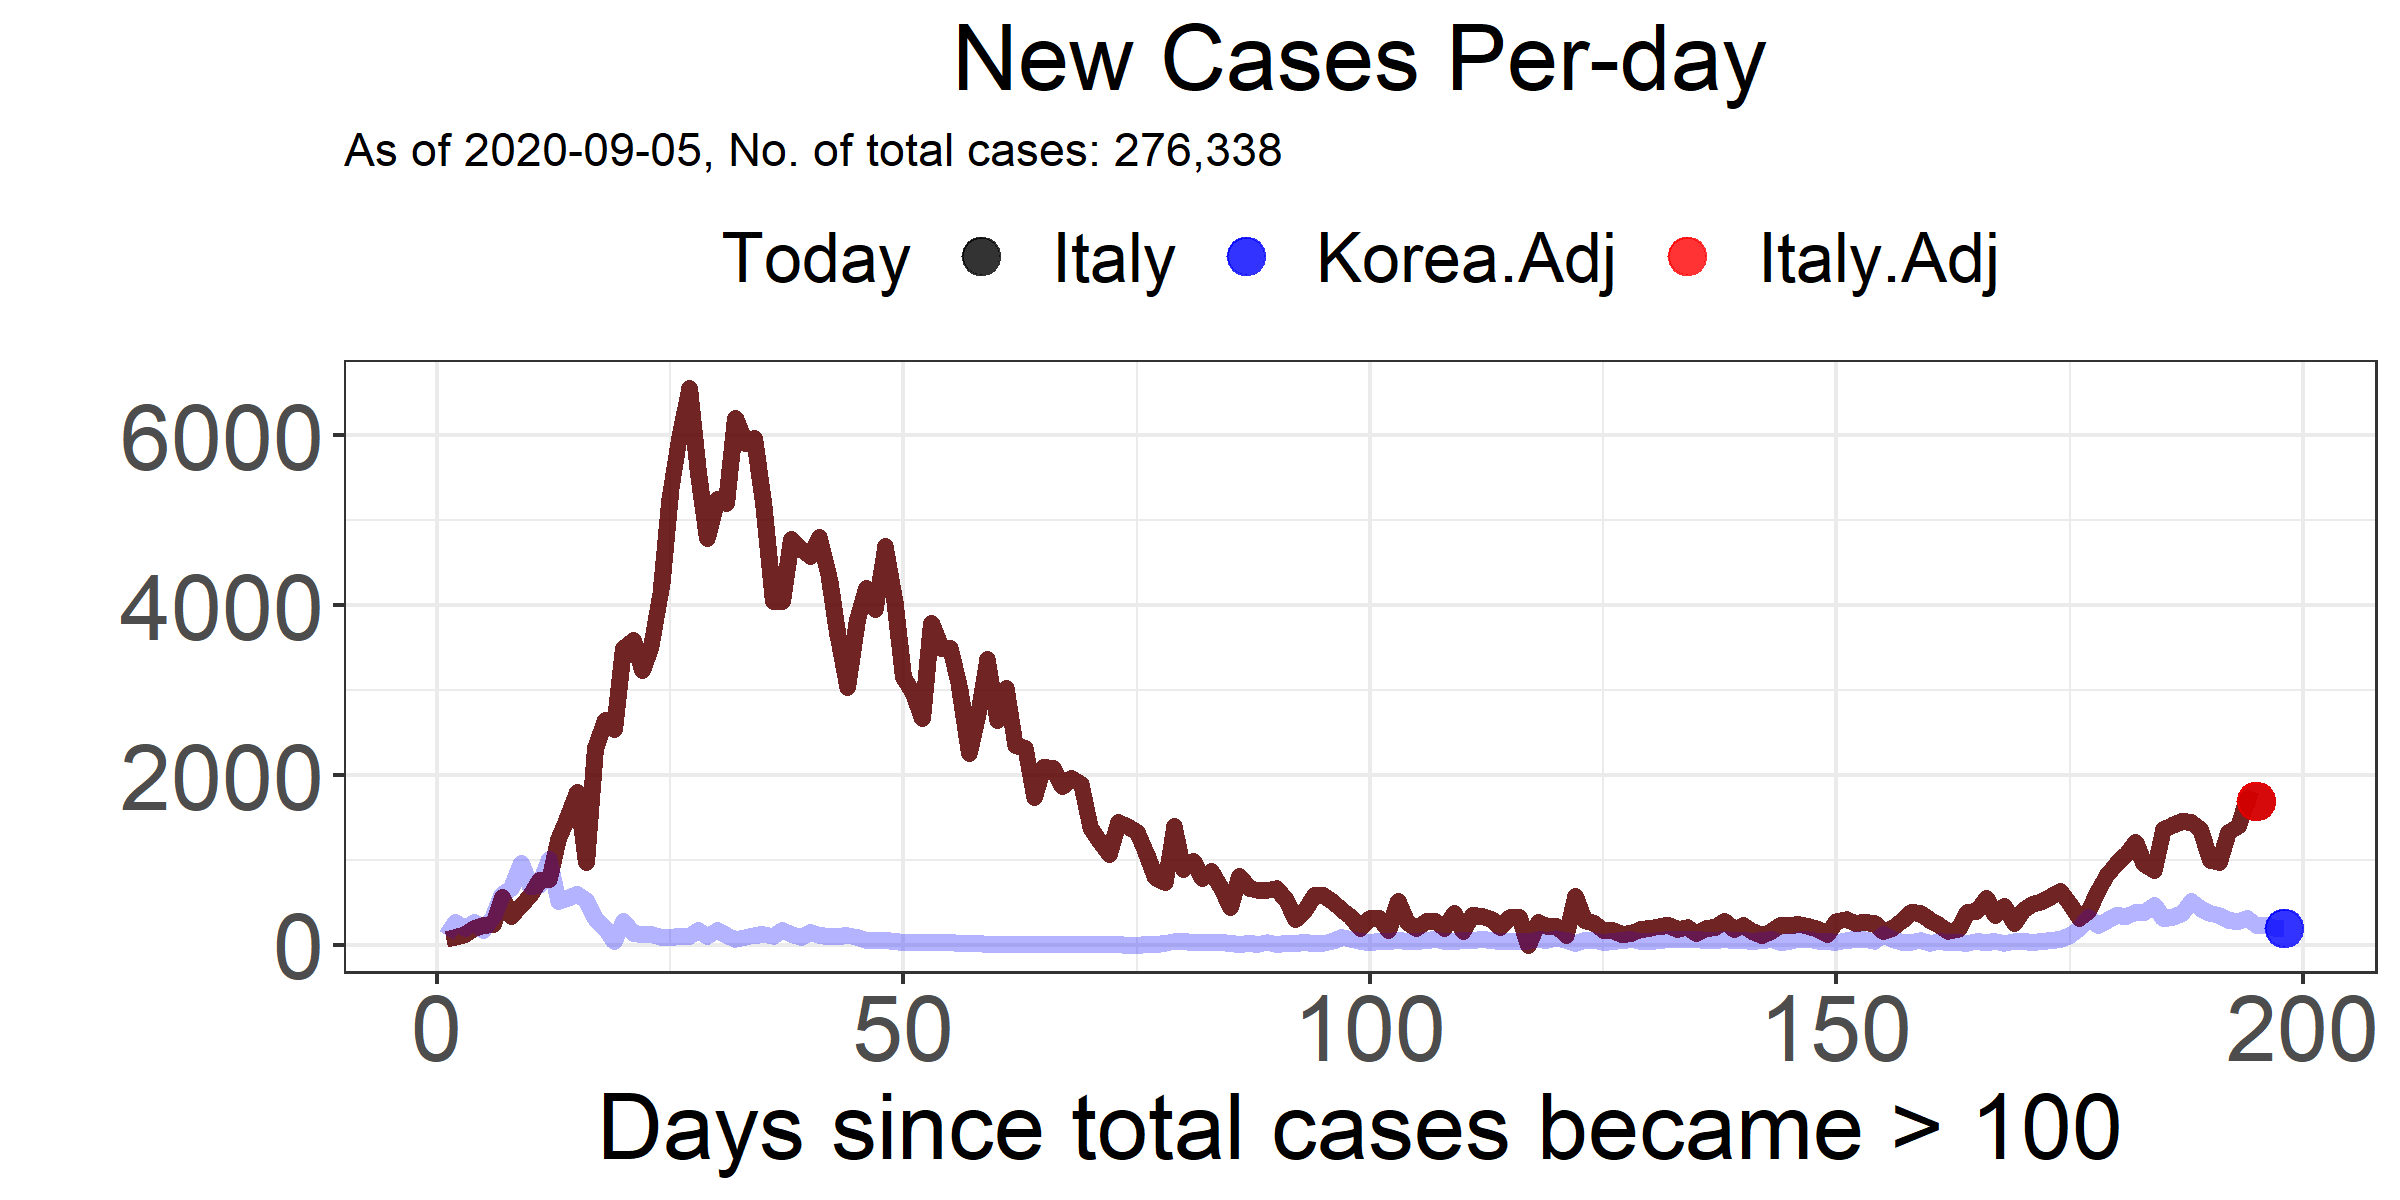 New Cases Per-day
As of 2020-09-05, No. of total cases: 276,338
Today Italy Korea.Adj Italy.Adj
6000
4000
2000
0
0 50 100 150 200
Days since total cases became > 100